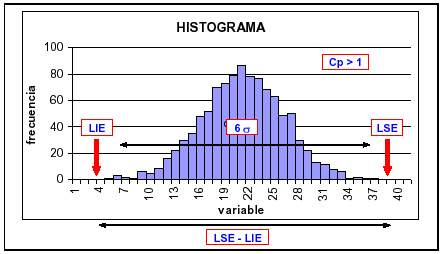 HISTOGRAMA
100
80
60
40
20
0
frecuencia
Cp > 1
LIE
6 σ
LSE
1
4
7
10
13
16
19
22
25
28
31
34
37
40
variable
LSE - LIE